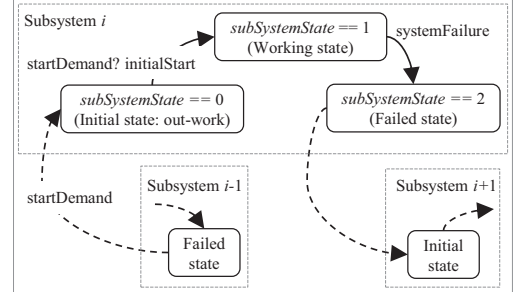 Subsystem i
subSystemState == 1
(Working state)
systemFailure
startDemand? initialStart
subSystemState == 0
(Initial state: out-work)
subSystemState == 2
(Failed state)
startDemand
Subsystem i-1
Failed
state
Subsystem i+1
Initial
state